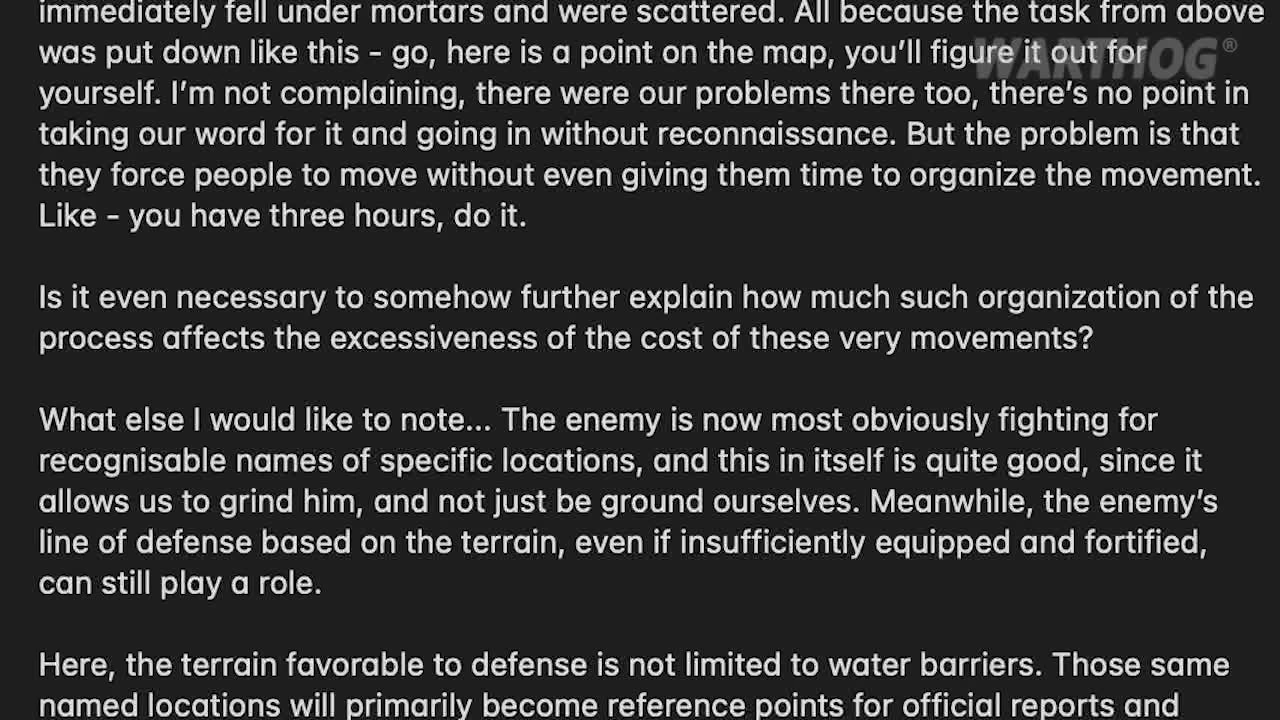 immediately fell under mortars and were scattered. All because the task from above
was put down like this - go, here is a point on the map, you'll figure it out for
WARTHOG®
yourself. I'm not complaining, there were our problems there too, there's no point in
taking our word for it and going in without reconnaissance. But the problem is that
they force people to move without even giving them time to organize the movement.
Like - you have three hours, do it.
Is it even necessary to somehow further explain how much such organization of the
process affects the excessiveness of the cost of these very movements?
What else I would like to note... The enemy is now most obviously fighting for
recognisable names of specific locations, and this in itself is quite good, since it
allows us to grind him, and not just be ground ourselves. Meanwhile, the enemy's
line of defense based on the terrain, even if insufficiently equipped and fortified,
can still play a role.
Here, the terrain favorable to defense is not limited to water barriers. Those same
named locations will primarily become reference points for official reports and